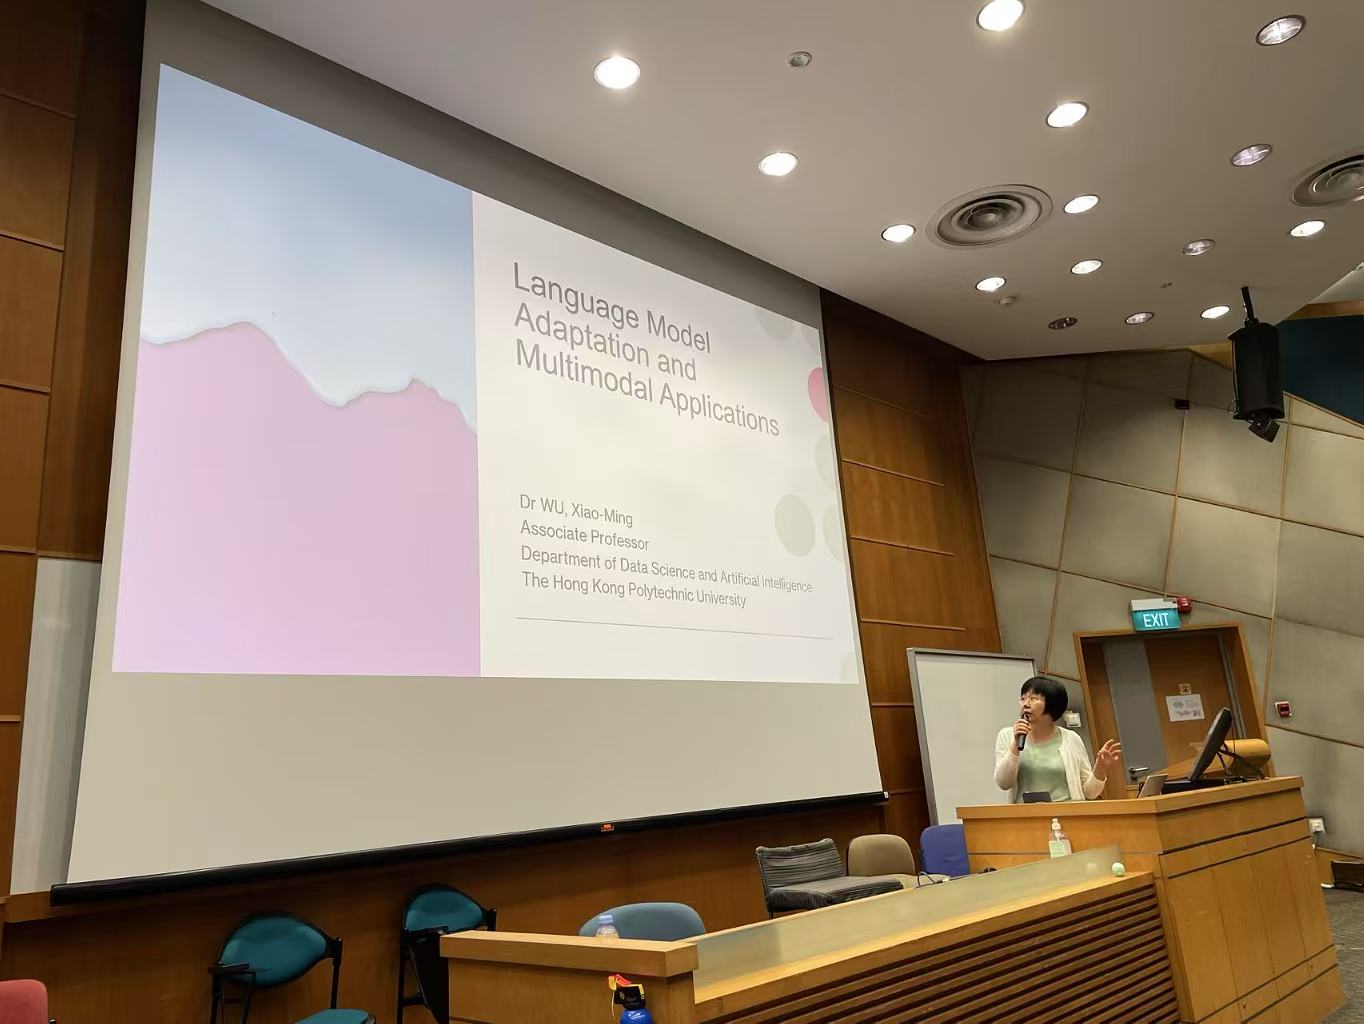 Language Model
Adaptation and
Multimodal Applications
Dr WU, Xiao-Ming
Associate Professor
Department of Data Science and Artificial Intelligence
The Hong Kong Polytechnic University
EXIT